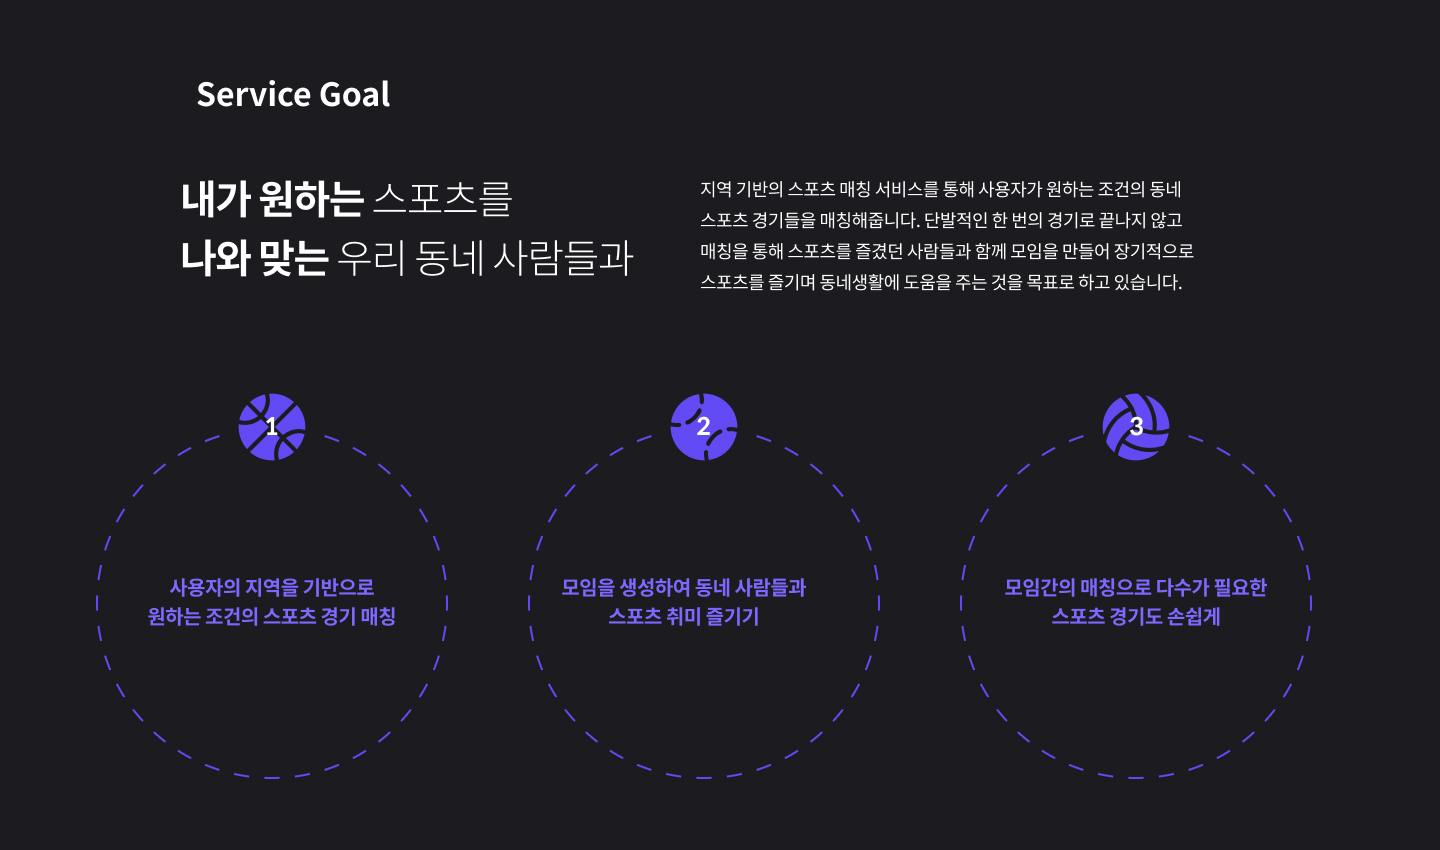 Service Goal
내가 원하는 스포츠를
나와 맞는 우리 동네 사람들과
지역 기반의 스포츠 매칭 서비스를 통해 사용자가 원하는 조건의 동네
스포츠 경기들을 매칭해줍니다. 단발적인 한 번의 경기로 끝나지 않고
매칭을 통해 스포츠를 즐겼던 사람들과 함께 모임을 만들어 장기적으로
스포츠를 즐기며 동네생활에 도움을 주는 것을 목표로 하고 있습니다.
1
사용자의 지역을 기반으로
원하는 조건의 스포츠 경기 매칭
2
모임을 생성하여 동네 사람들과
스포츠 취미 즐기기
3
모임간의 매칭으로 다수가 필요한
스포츠 경기도 손쉽게